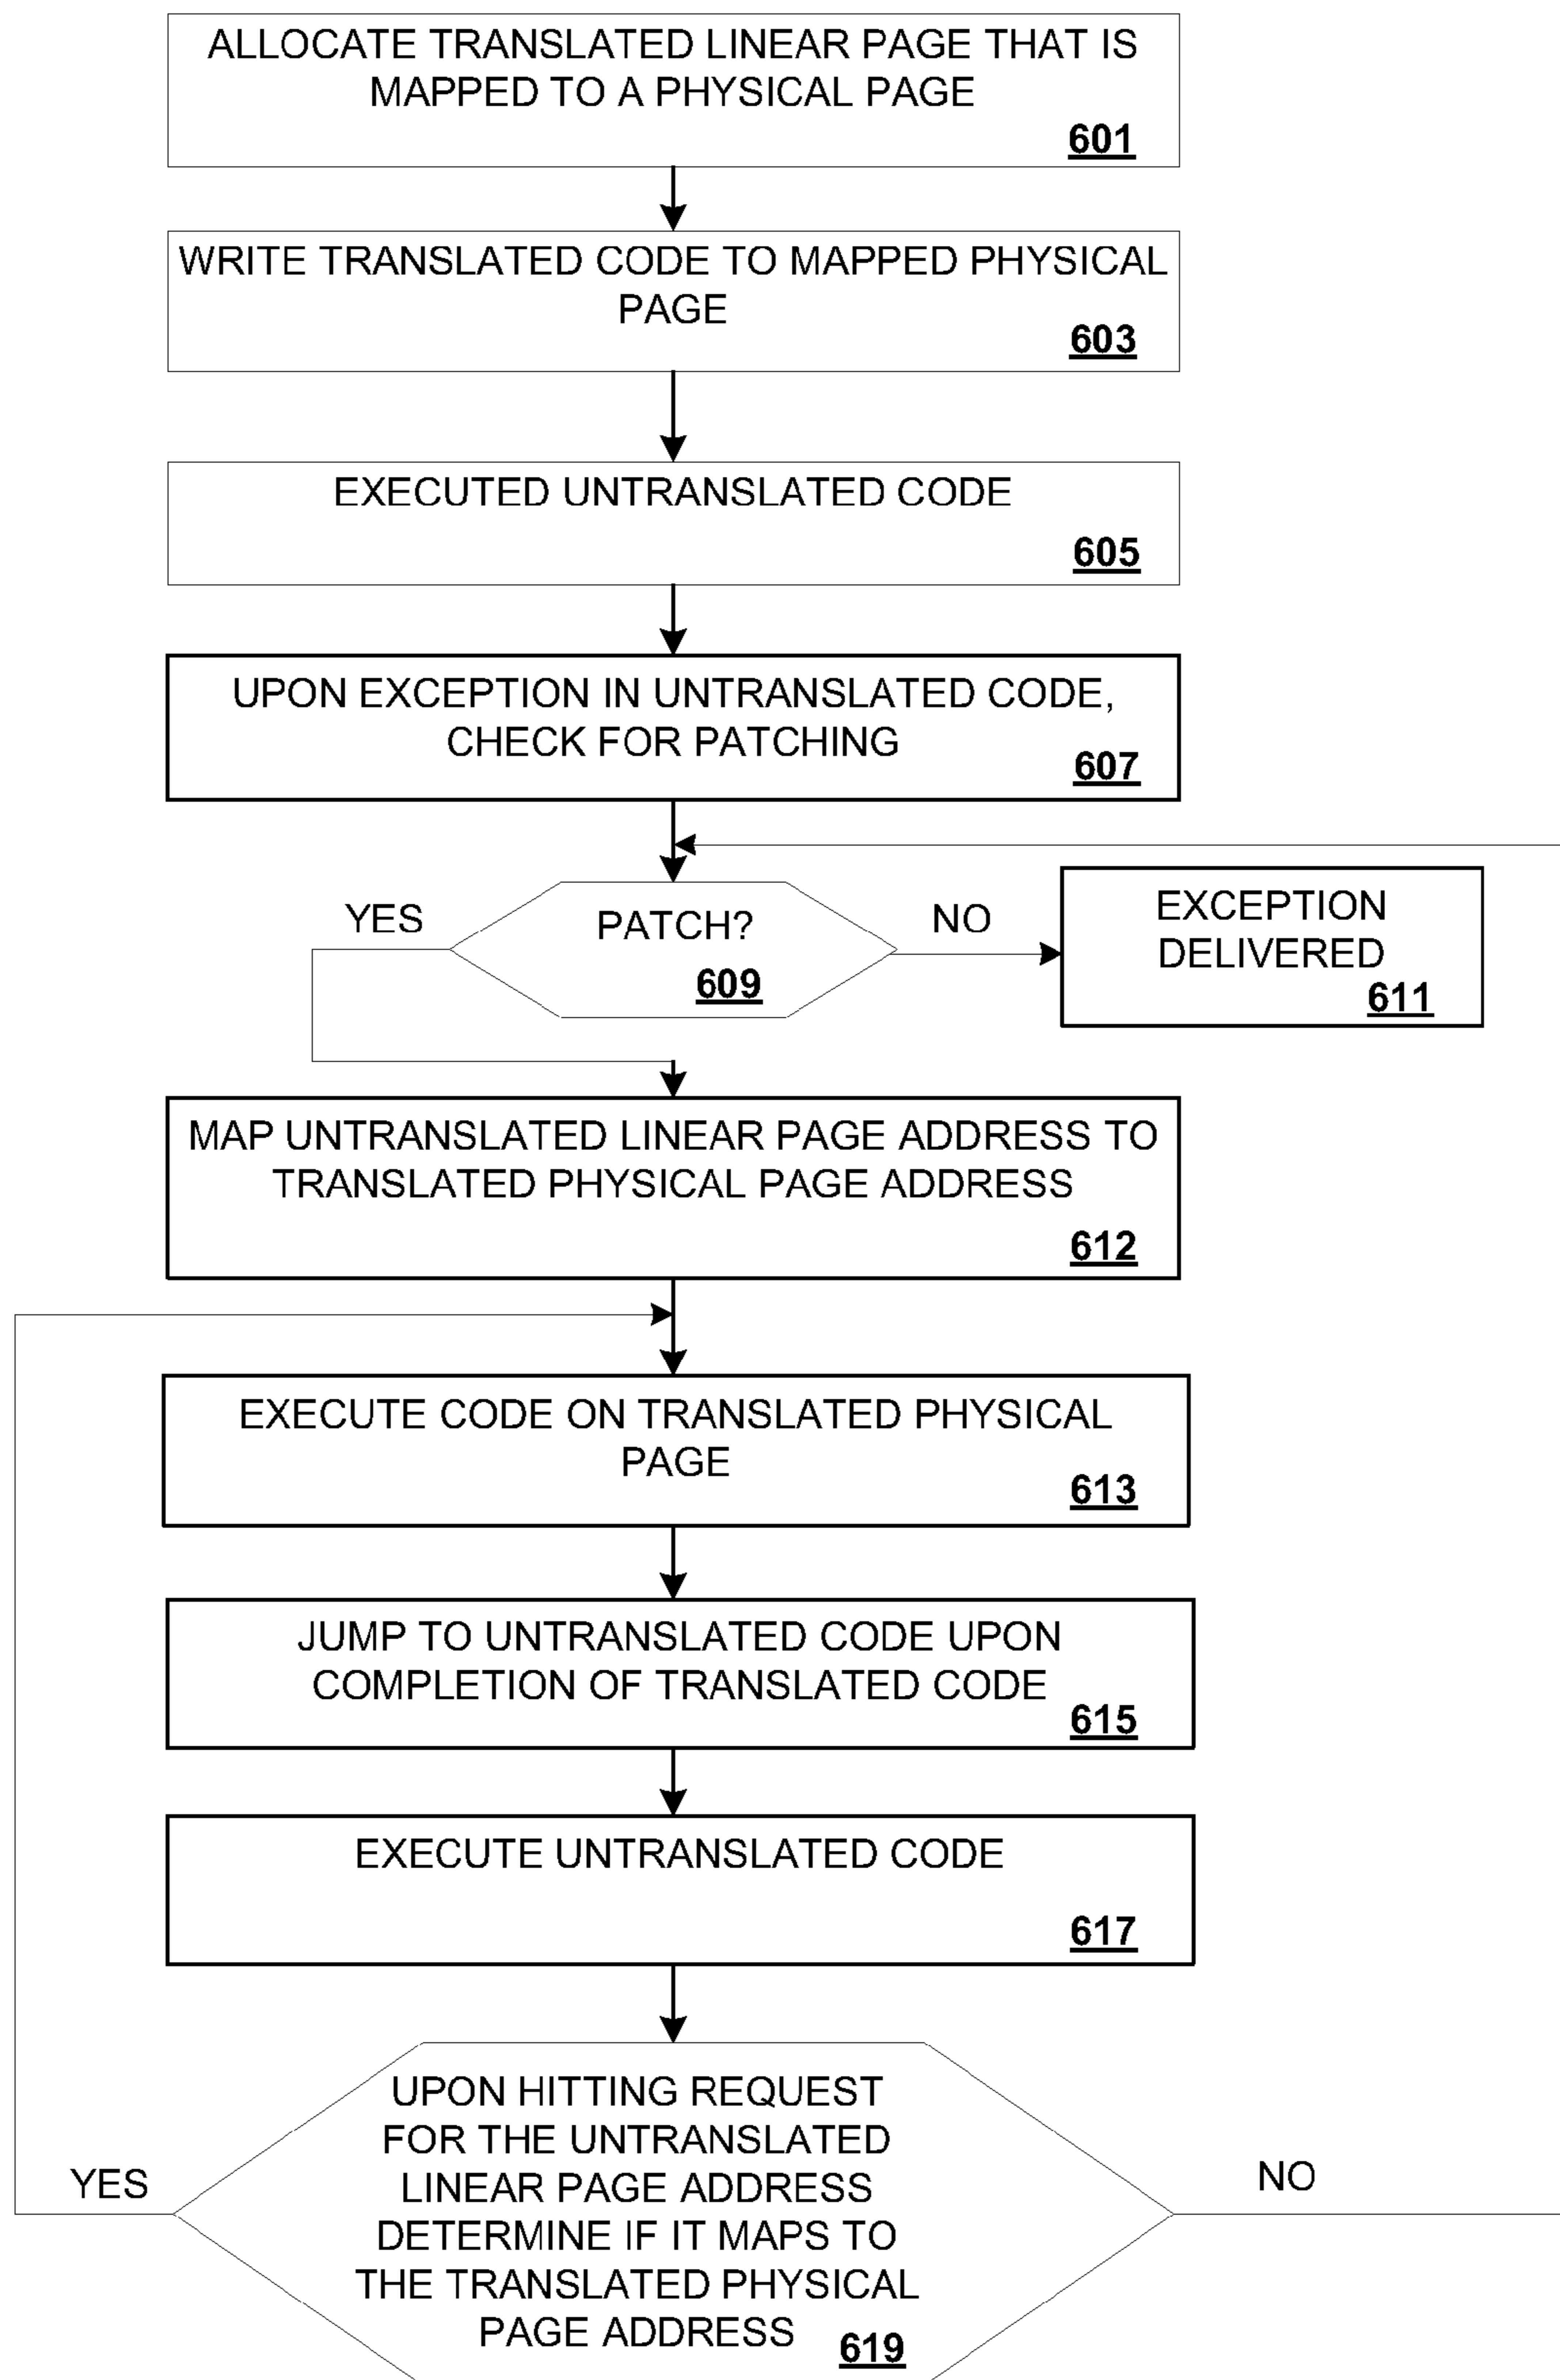 ALLOCATE TRANSLATED LINEAR PAGE THAT IS
MAPPED TO A PHYSICAL PAGE
601
WRITE TRANSLATED CODE TO MAPPED PHYSICAL
PAGE
603
EXECUTED UNTRANSLATED CODE
605
UPON EXCEPTION IN UNTRANSLATED CODE,
CHECK FOR PATCHING
607
YES
PATCH?
609
NO
EXCEPTION
DELIVERED
611
MAP UNTRANSLATED LINEAR PAGE ADDRESS TO
TRANSLATED PHYSICAL PAGE ADDRESS
612
EXECUTE CODE ON TRANSLATED PHYSICAL
PAGE
613
JUMP TO UNTRANSLATED CODE UPON
COMPLETION OF TRANSLATED CODE
615
EXECUTE UNTRANSLATED CODE
617
YES
UPON HITTING REQUEST
FOR THE UNTRANSLATED
LINEAR PAGE ADDRESS
DETERMINE IF IT MAPS TO
THE TRANSLATED PHYSICAL
PAGE ADDRESS
619
NO